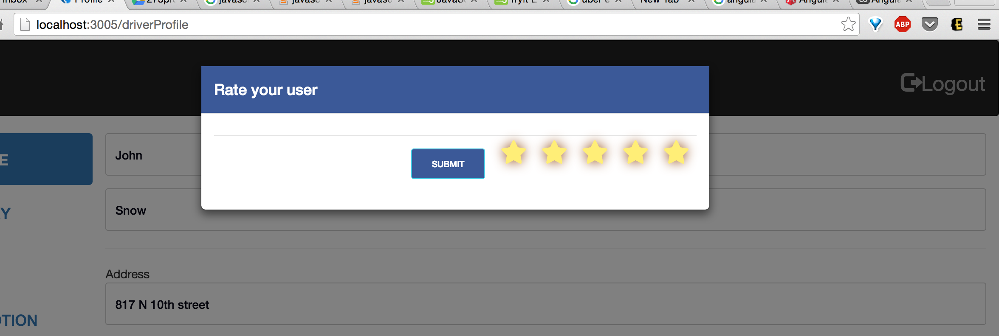 Inbox Profile 273pr javasc javasc javasc JavaSc Tryit E uber e New Tab angula Angula Angula
localhost:3005/driverProfile
ABP
E
Logout
Rate your user
SUBMIT
E
John
Y
Snow
Address
817 N 10th street
OTION